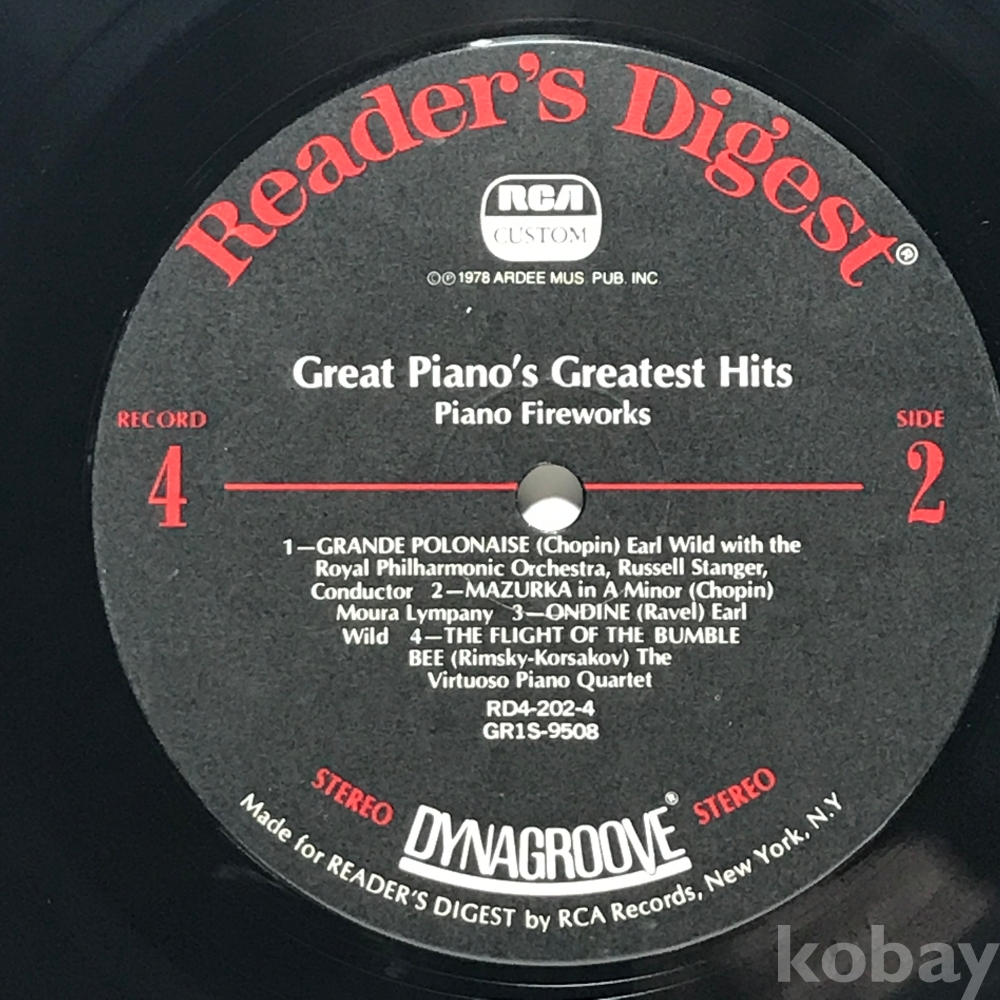 Reader's Digest®
RCA
CUSTOM
©℗ 1978 ARDEE MUS. PUB. INC.
Great Piano's Greatest Hits
Piano Fireworks
RECORD
4
SIDE
2
1—GRANDE POLONAISE (Chopin) Earl Wild with the
Royal Philharmonic Orchestra, Russell Stanger,
Conductor 2—MAZURKA in A Minor (Chopin)
Moura Lympany 3—ONDINE (Ravel) Earl
Wild 4—THE FLIGHT OF THE BUMBLE
BEE (Rimsky-Korsakov) The
Virtuoso Piano Quartet
RD4-202-4
GR1S-9508
STEREO DYNAGROOVE® STEREO
Made for READER'S DIGEST by RCA Records, New York, N.Y
kobay